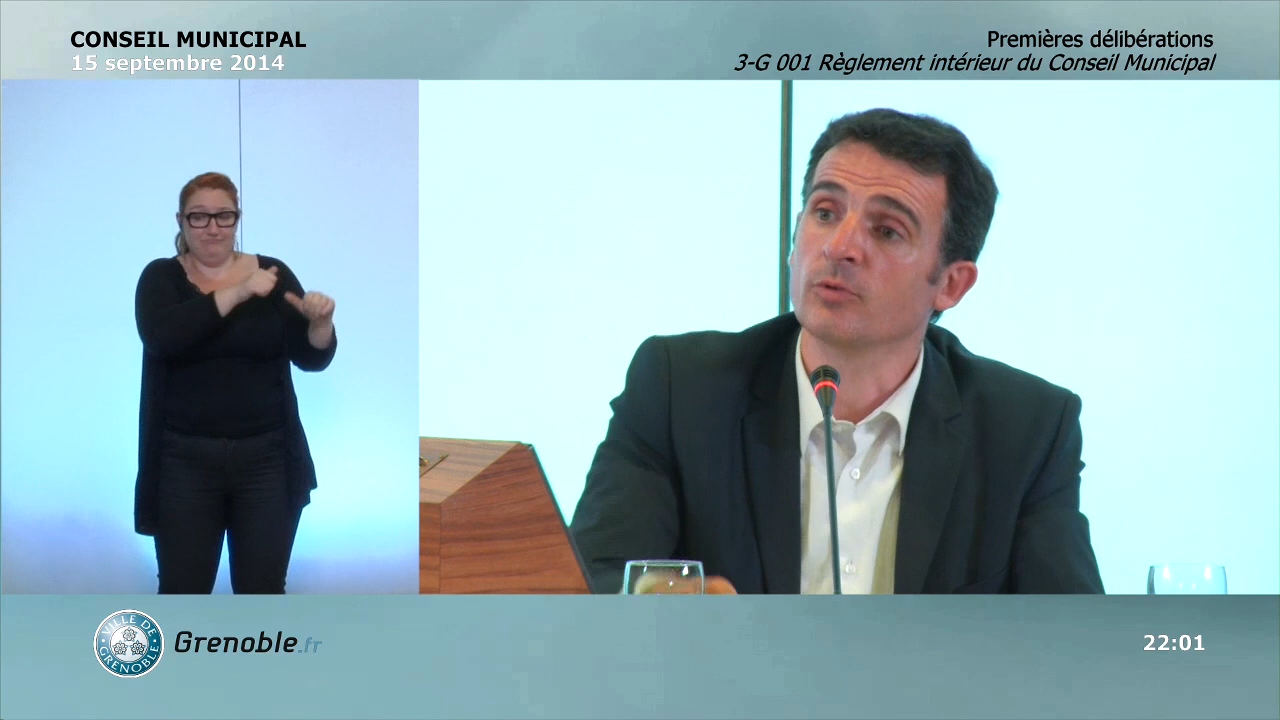 CONSEIL MUNICIPAL
15 septembre 2014
Premières délibérations
3-G 001 Règlement intérieur du Conseil Municipal
VILLE DE
GRENOBLE
Grenoble.fr
22:01